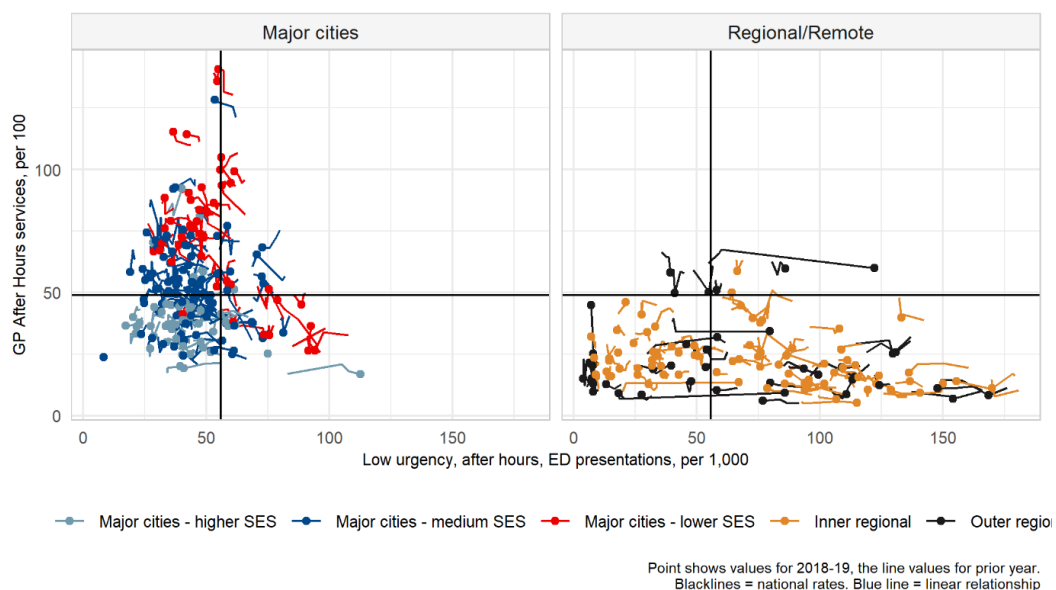 Major cities Regional/Remote
GP After Hours services, per 100
100
50
0
0 50 100 150 0 50 100 150
Low urgency, after hours, ED presentations, per 1,000
Major cities - higher SES Major cities - medium SES Major cities - lower SES Inner regional Outer regio
Point shows values for 2018-19, the line values for prior year.
Blacklines = national rates. Blue line = linear relationship